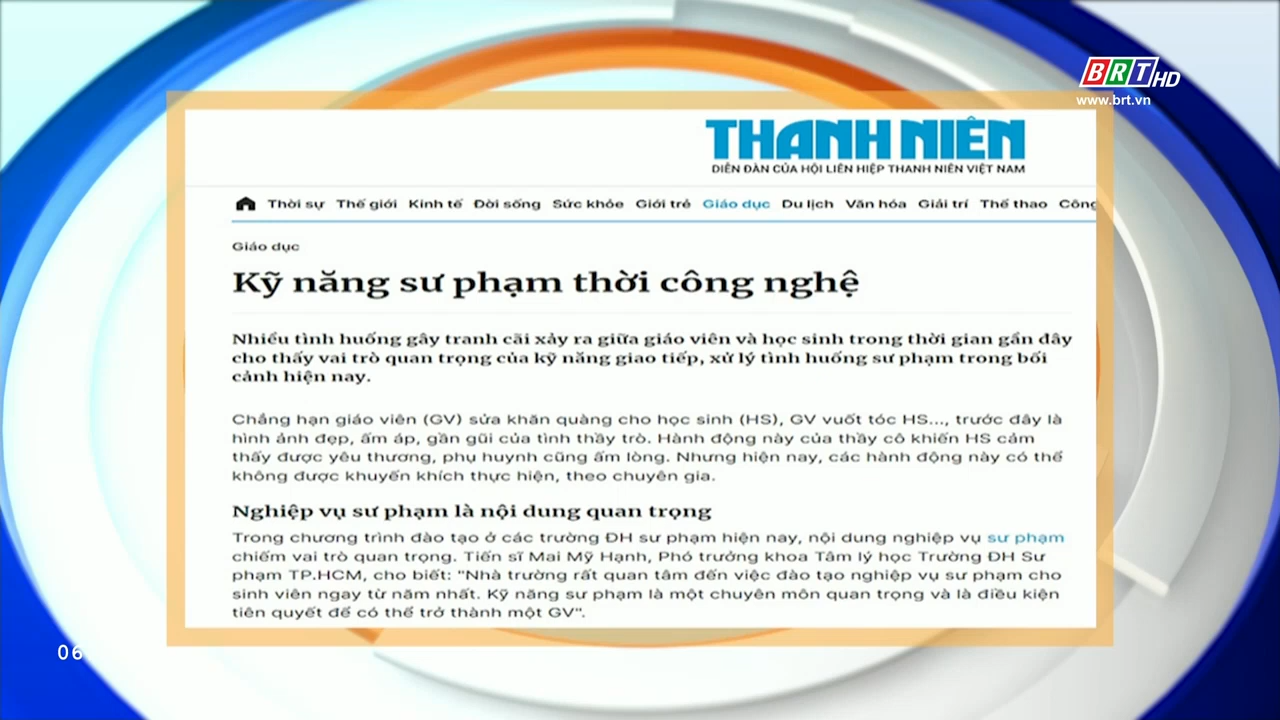 BRT HD
www.brt.vn
THANH NIÊN
DIỄN ĐÀN CỦA HỘI LIÊN HIỆP THANH NIÊN VIỆT NAM
Thời sự Thế giới Kinh tế Đời sống Sức khỏe Giới trẻ Giáo dục Du lịch Văn hóa Giải trí Thể thao Công
Giáo dục
Kỹ năng sư phạm thời công nghệ
Nhiều tình huống gây tranh cãi xảy ra giữa giáo viên và học sinh trong thời gian gần đây
cho thấy vai trò quan trọng của kỹ năng giao tiếp, xử lý tình huống sư phạm trong bối
cảnh hiện nay.
Chẳng hạn giáo viên (GV) sửa khăn quàng cho học sinh (HS), GV vuốt tóc HS..., trước đây là
hình ảnh đẹp, ấm áp, gần gũi của tình thầy trò. Hành động này của thầy cô khiến HS cảm
thấy được yêu thương, phụ huynh cũng ấm lòng. Nhưng hiện nay, các hành động này có thể
không được khuyến khích thực hiện, theo chuyên gia.
Nghiệp vụ sư phạm là nội dung quan trọng
Trong chương trình đào tạo ở các trường ĐH sư phạm hiện nay, nội dung nghiệp vụ sư phạm
chiếm vai trò quan trọng. Tiến sĩ Mai Mỹ Hạnh, Phó trưởng khoa Tâm lý học Trường ĐH Sư
phạm TP.HCM, cho biết: "Nhà trường rất quan tâm đến việc đào tạo nghiệp vụ sư phạm cho
sinh viên ngay từ năm nhất. Kỹ năng sư phạm là một chuyên môn quan trọng và là điều kiện
tiên quyết để có thể trở thành một GV".
06